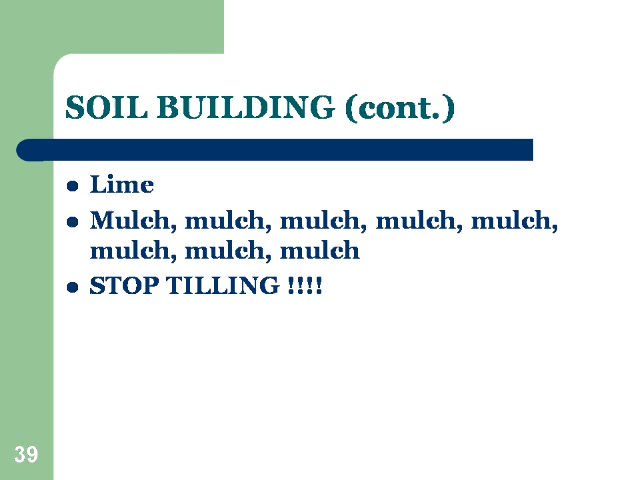 SOIL BUILDING (cont.)
Lime
Mulch, mulch, mulch, mulch, mulch,
mulch, mulch, mulch
STOP TILLING !!!!
39